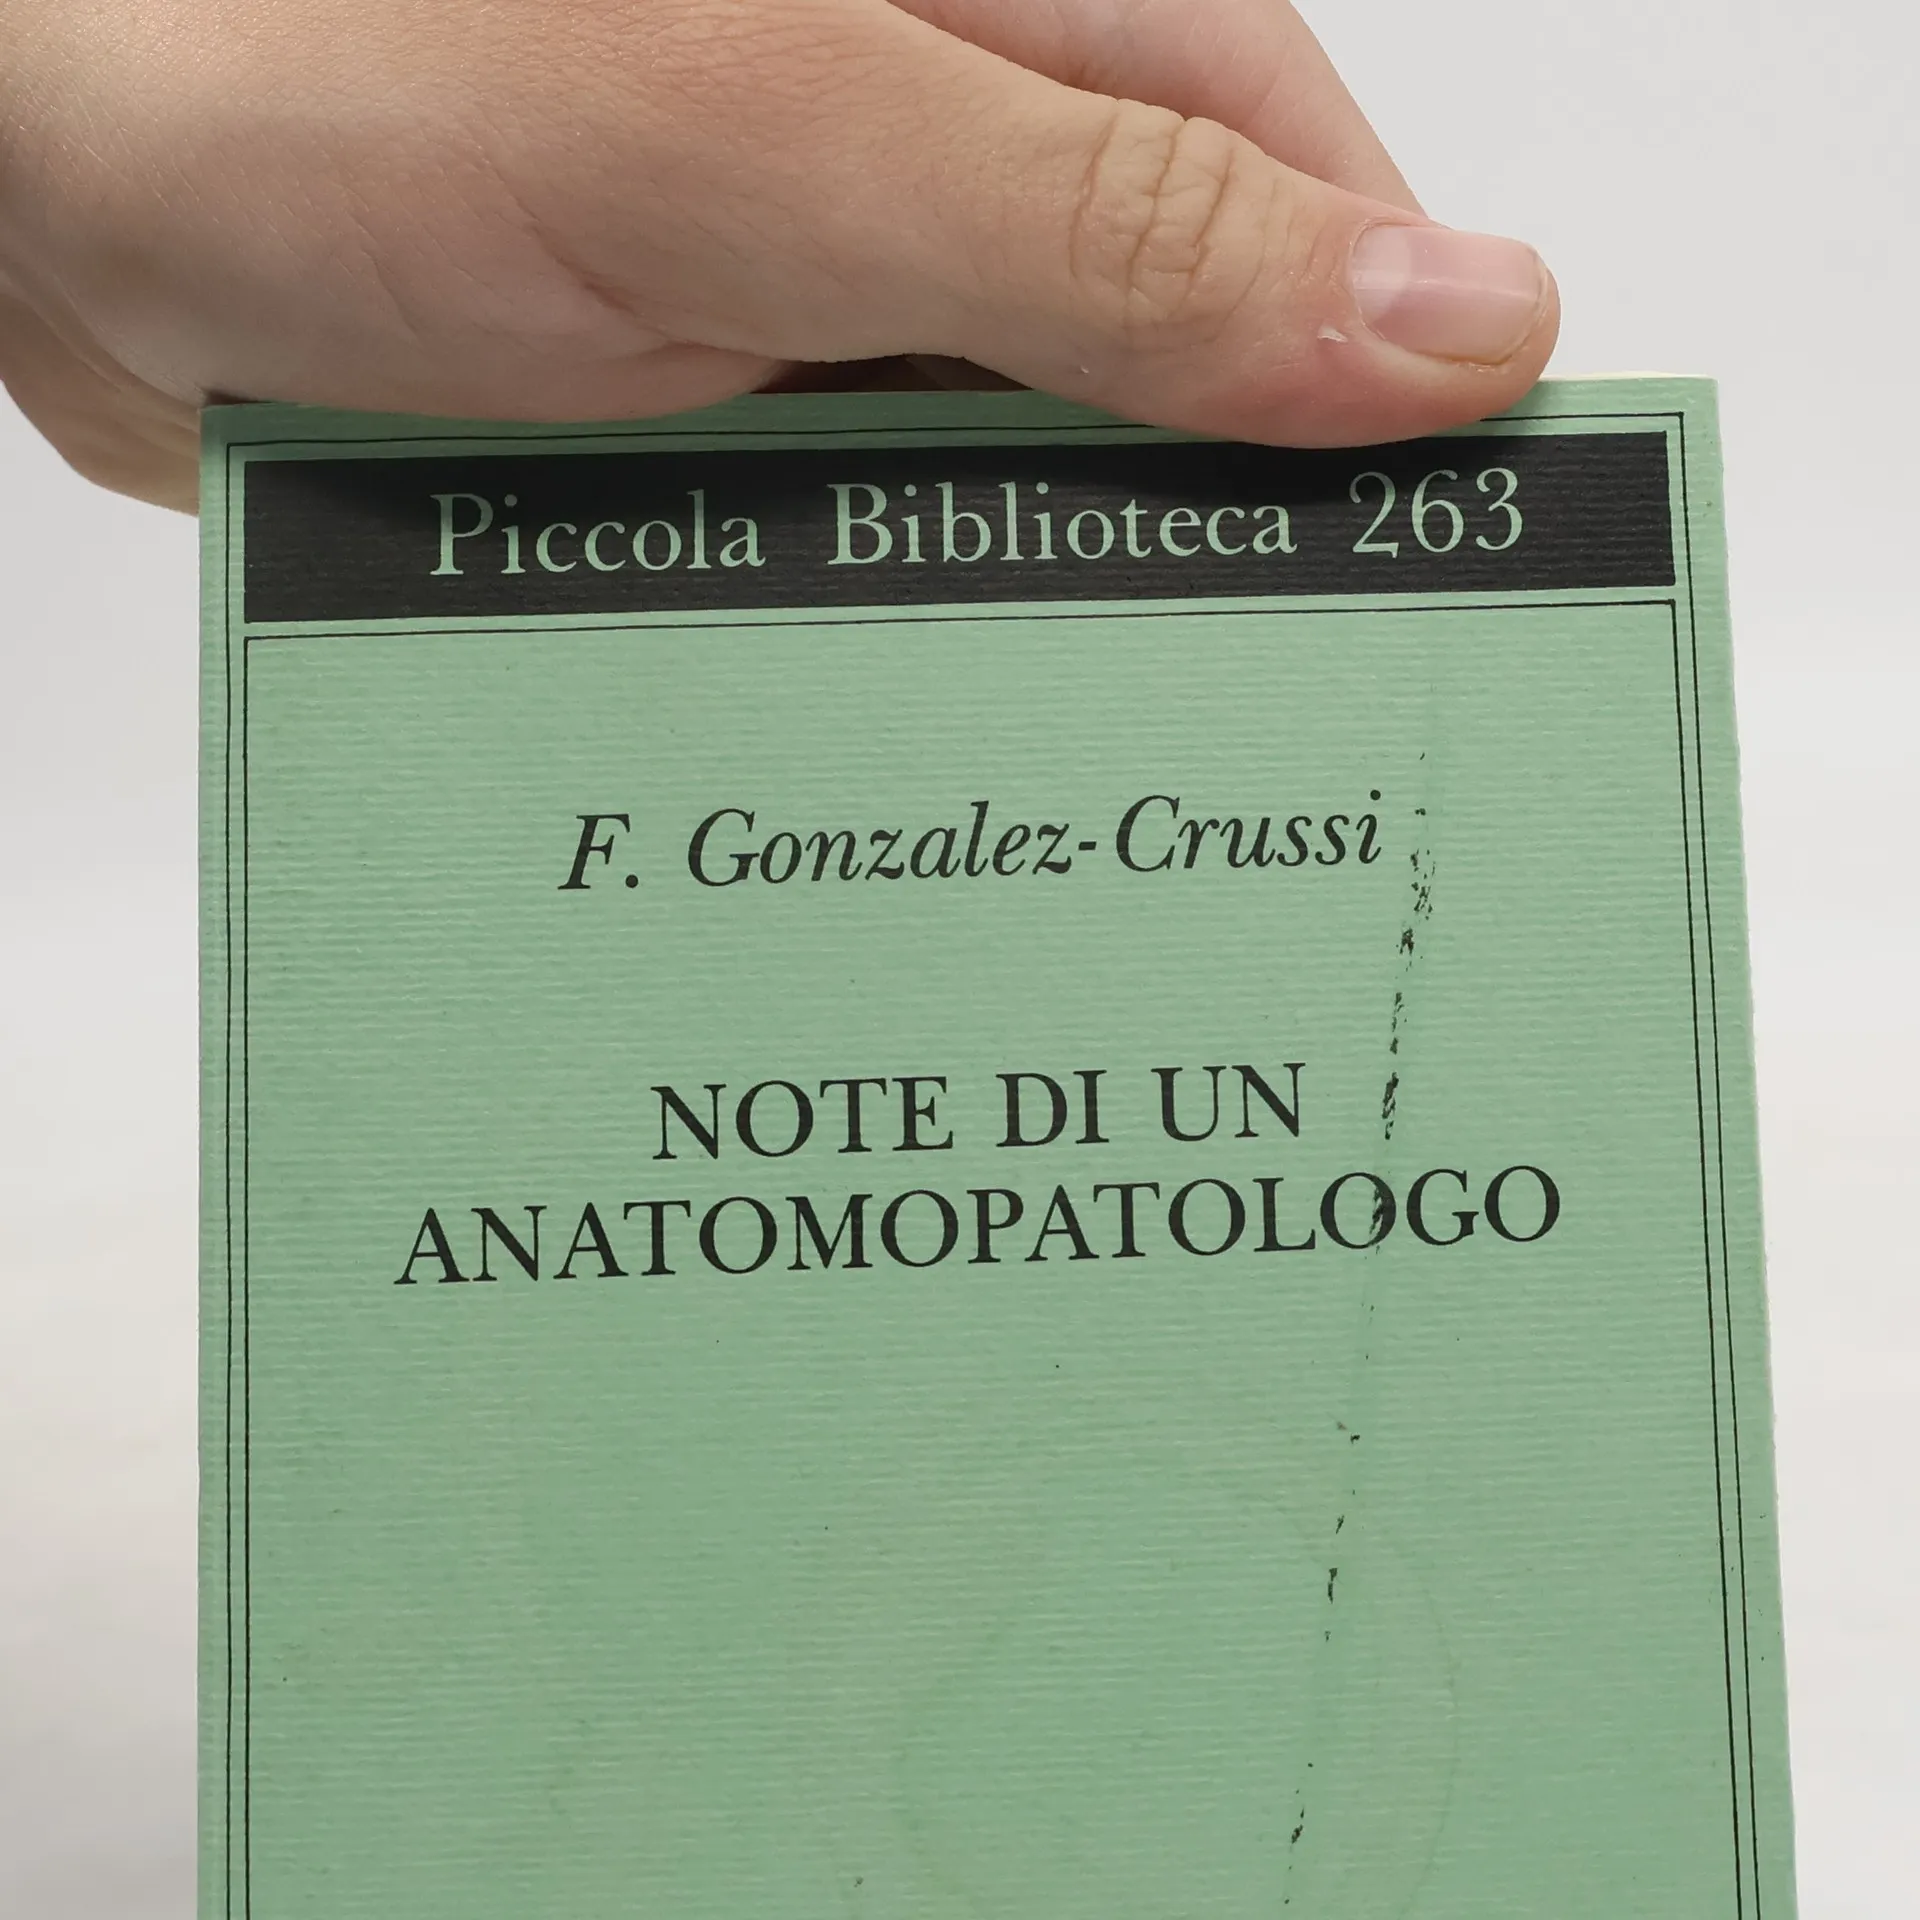 Piccola Biblioteca 263
F. Gonzalez-Crussi
NOTE DI UN
ANATOMOPATOLOGO